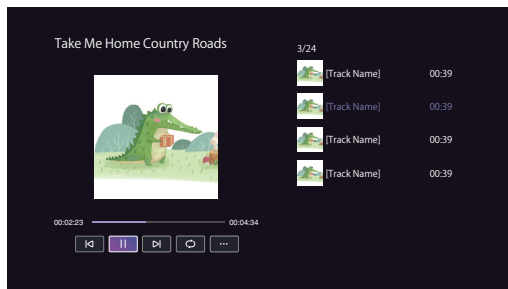 Take Me Home Country Roads
00:02:23
00:04:34
3/24
[Track Name] 00:39
[Track Name] 00:39
[Track Name] 00:39
[Track Name] 00:39